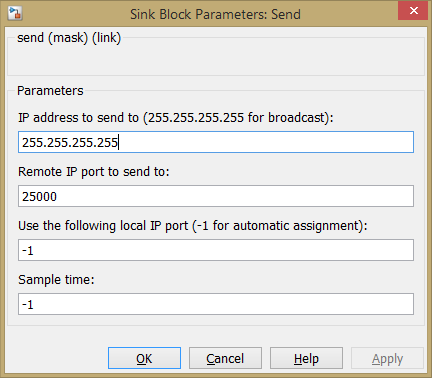 Sink Block Parameters: Send
send (mask) (link)
Parameters
IP address to send to (255.255.255.255 for broadcast):
255.255.255.255
Remote IP port to send to:
25000
Use the following local IP port (-1 for automatic assignment):
-1
Sample time:
-1
OK Cancel Help Apply